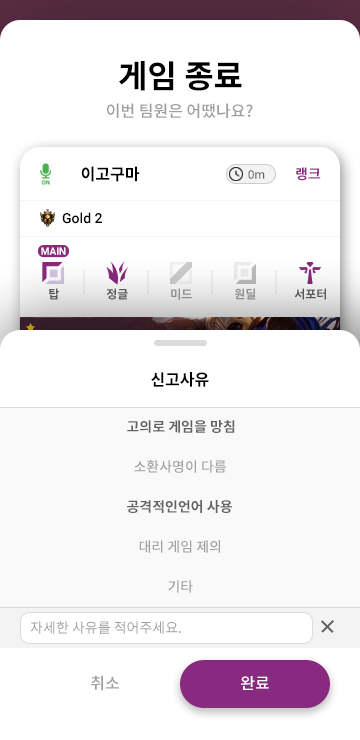 게임 종료
이번 팀원은 어땠나요?
ON
이고구마
0m
랭크
Gold 2
MAIN
탑
정글
미드
원딜
서포터
신고사유
고의로 게임을 망침
소환사명이 다름
공격적인언어 사용
대리 게임 제의
기타
자세한 사유를 적어주세요.
취소
완료